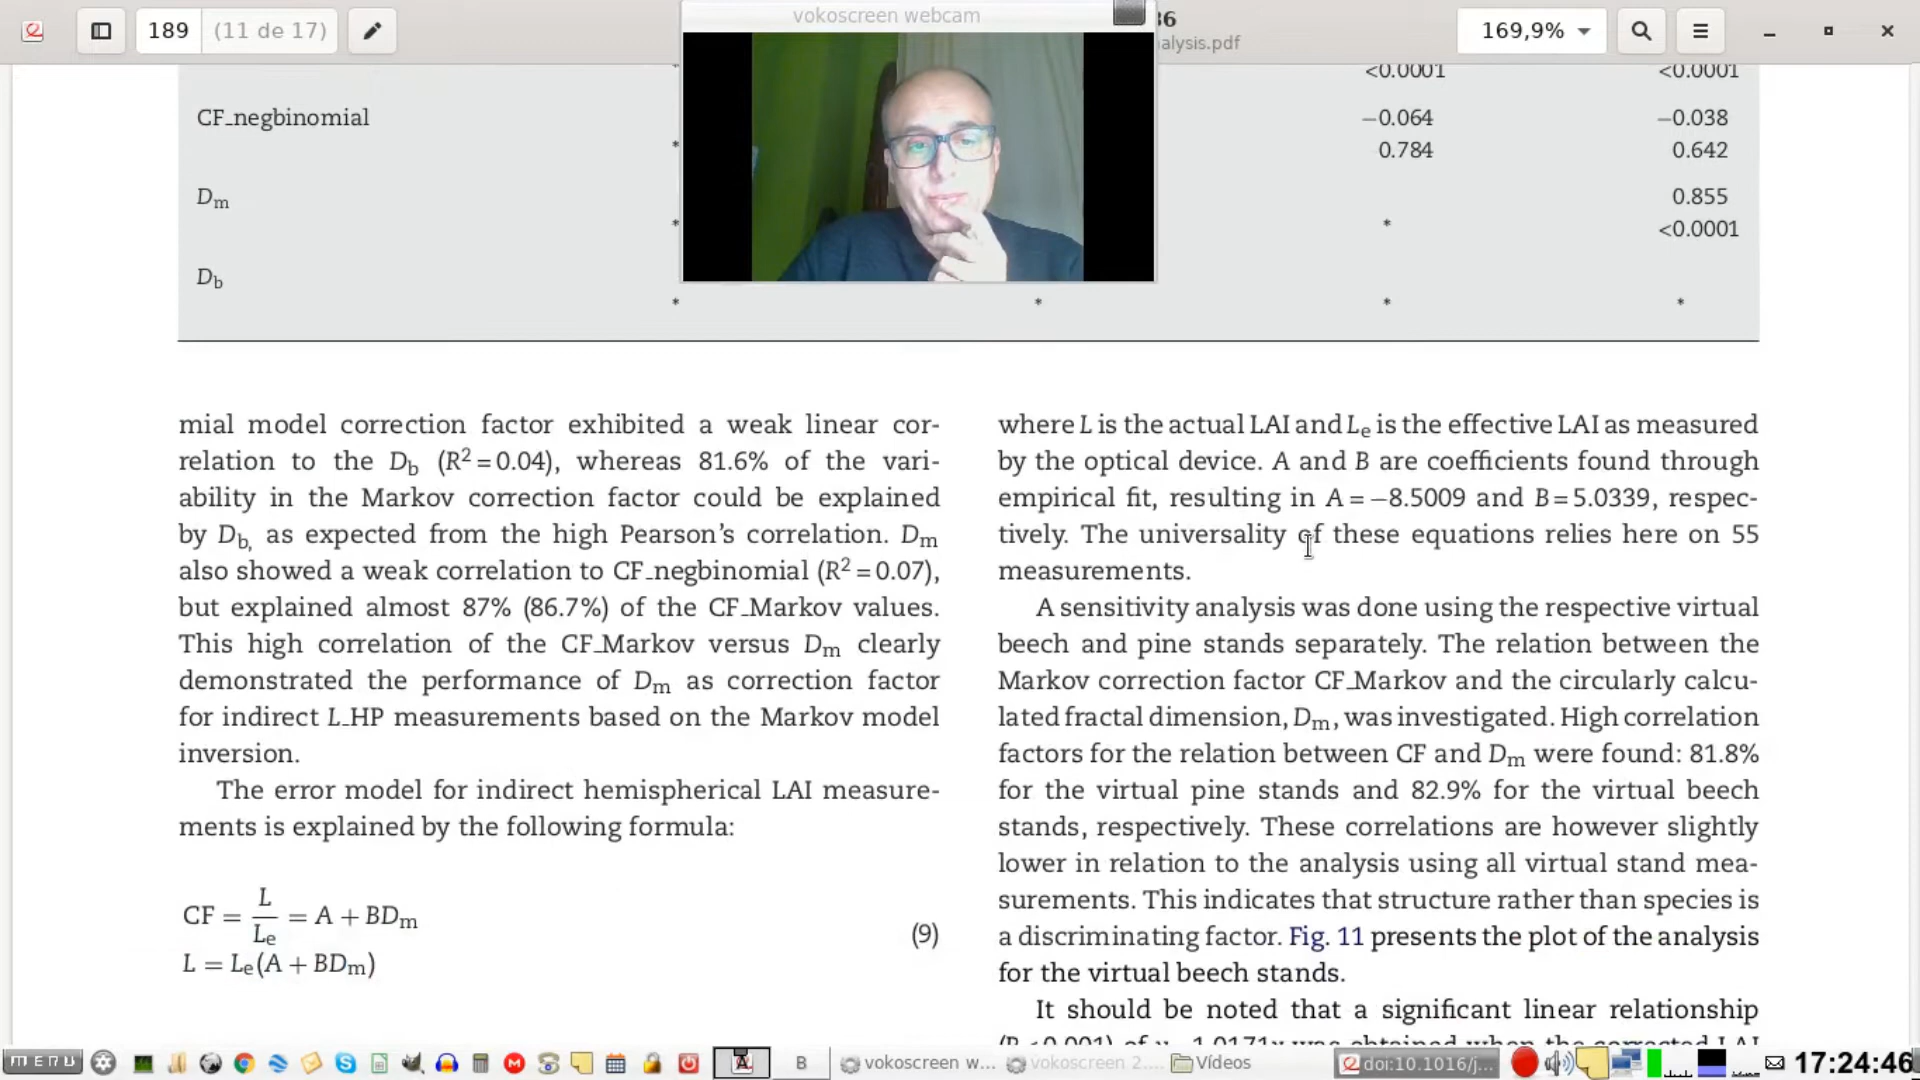 189
(11 de 17)
vokoscreen webcam
36
alysis.pdf
169,9%
<0.0001
<0.0001
CF_negbinomial
−0.064
−0.038
*
0.784
0.642
Dm
0.855
*
*
<0.0001
Db
*
*
*
*
mial model correction factor exhibited a weak linear cor-
relation to the Db (R2 = 0.04), whereas 81.6% of the vari-
ability in the Markov correction factor could be explained
by Db, as expected from the high Pearson's correlation. Dm
also showed a weak correlation to CF_negbinomial (R2 = 0.07),
but explained almost 87% (86.7%) of the CF_Markov values.
This high correlation of the CF_Markov versus Dm clearly
demonstrated the performance of Dm as correction factor
for indirect L_HP measurements based on the Markov model
inversion.
The error model for indirect hemispherical LAI measure-
ments is explained by the following formula:
CF = L/Le = A + BDm
L = Le(A + BDm)
(9)
where L is the actual LAI and Le is the effective LAI as measured
by the optical device. A and B are coefficients found through
empirical fit, resulting in A = −8.5009 and B = 5.0339, respec-
tively. The universality of these equations relies here on 55
measurements.
A sensitivity analysis was done using the respective virtual
beech and pine stands separately. The relation between the
Markov correction factor CF_Markov and the circularly calcu-
lated fractal dimension, Dm, was investigated. High correlation
factors for the relation between CF and Dm were found: 81.8%
for the virtual pine stands and 82.9% for the virtual beech
stands, respectively. These correlations are however slightly
lower in relation to the analysis using all virtual stand mea-
surements. This indicates that structure rather than species is
a discriminating factor. Fig. 11 presents the plot of the analysis
for the virtual beech stands.
It should be noted that a significant linear relationship
MENU
A
B
vokoscreen w...
vokoscreen 2....
Vídeos
doi:10.1016/j...
17:24:46